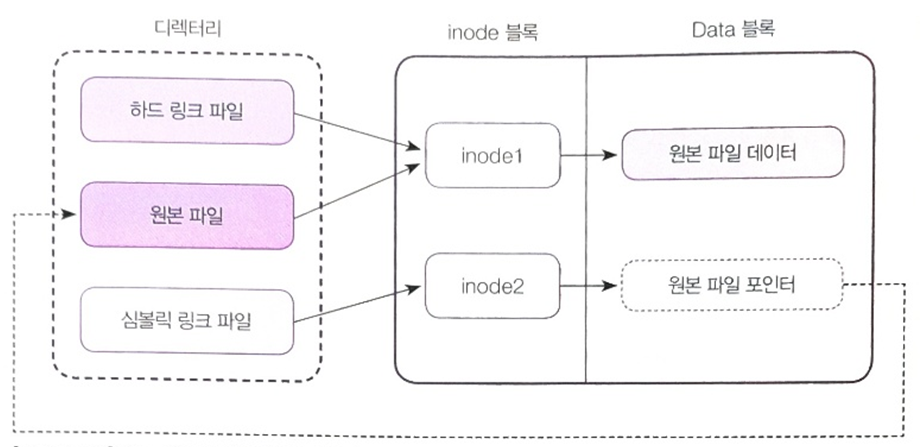 디렉터리
inode 블록
Data 블록
하드 링크 파일
inode1
원본 파일 데이터
원본 파일
심볼릭 링크 파일
inode2
원본 파일 포인터